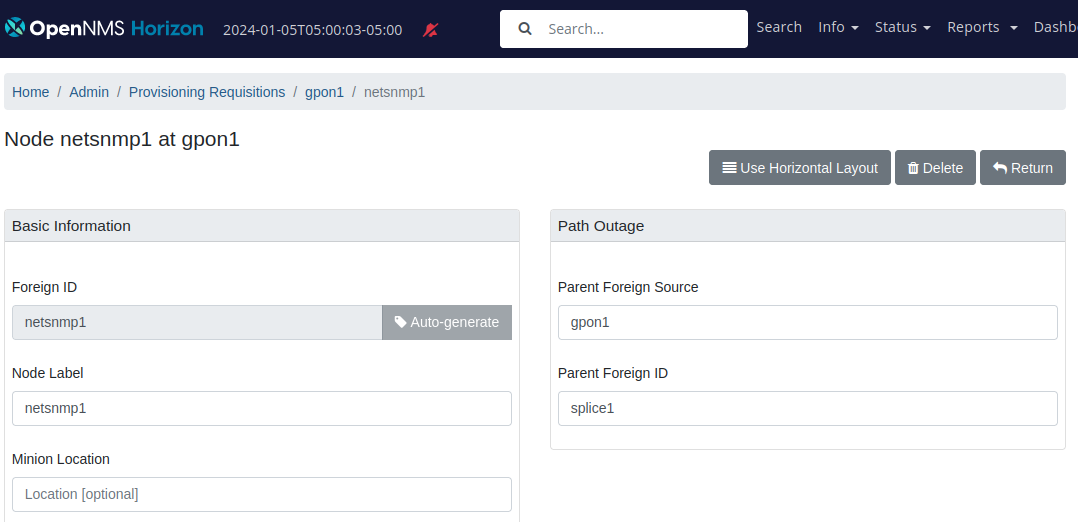 OpenNMS Horizon 2024-01-05T05:00:03-05:00 Search... Search Info Status Reports
Home / Admin / Provisioning Requisitions / gpon1 / netsnmp1
Node netsnmp1 at gpon1
Use Horizontal Layout Delete Return
Basic Information
Foreign ID
netsnmp1 Auto-generate
Node Label
netsnmp1
Minion Location
Location [optional]
Path Outage
Parent Foreign Source
gpon1
Parent Foreign ID
splice1